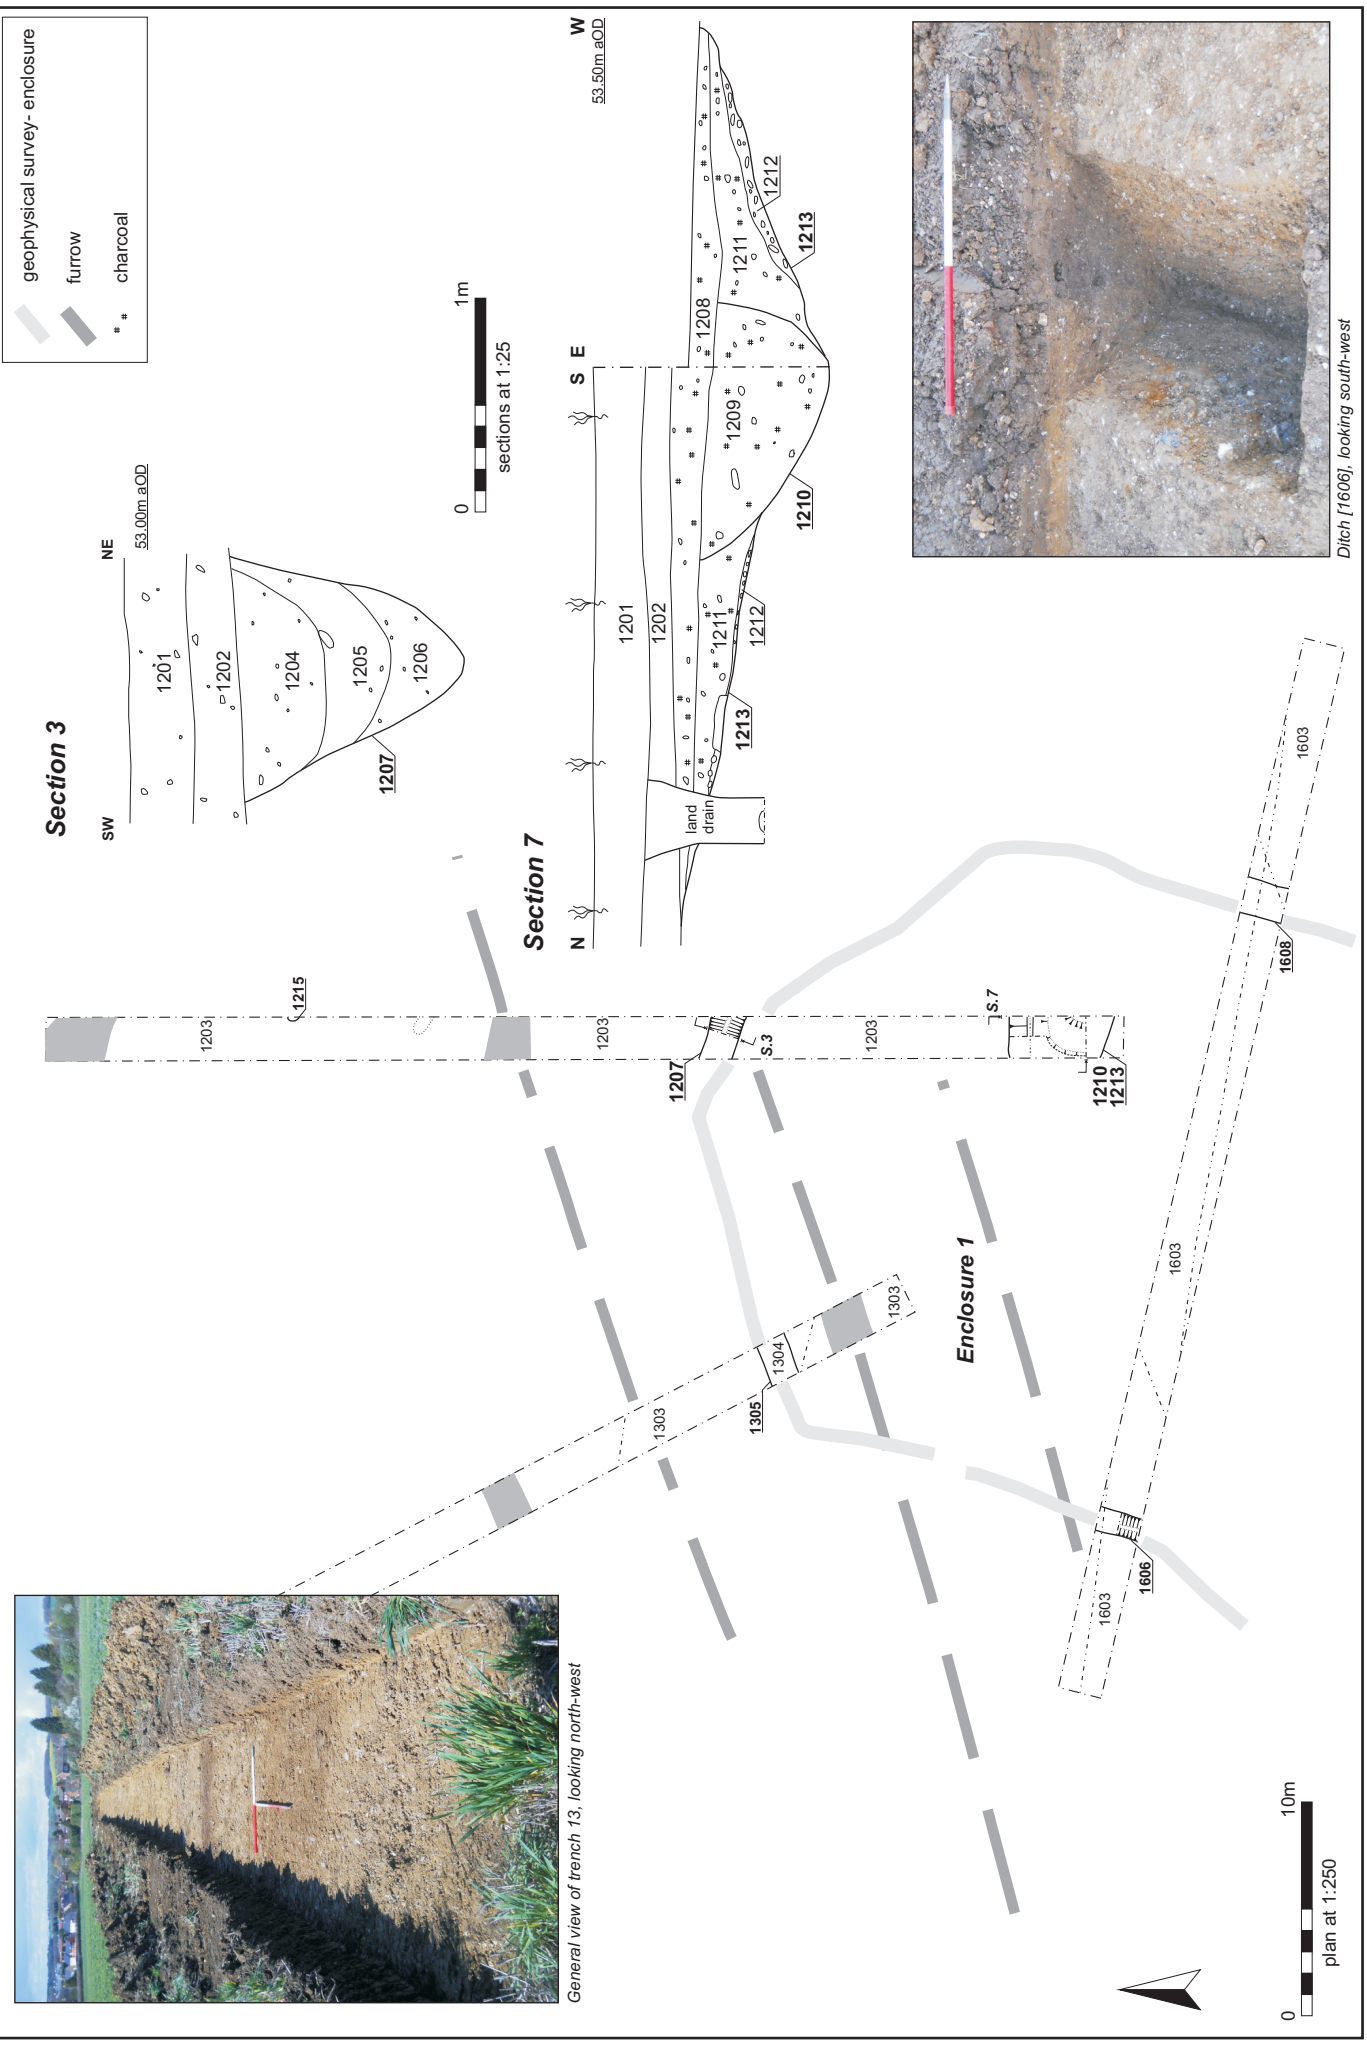 geophysical survey- enclosure
furrow
charcoal
Section 3
SW
NE
53.00m aOD
1201
1202
1204
1205
1206
1207
0
1m
sections at 1:25
Section 7
N
S
E
W
53.50m aOD
1201
1202
land
drain
1213
1211
1212
1210
1209
1208
1211
1212
1213
Ditch [1606], looking south-west
General view of trench 13, looking north-west
1203
1215
1203
1207
S.3
1203
S.7
1210
1213
1303
1305
1304
1303
Enclosure 1
1603
1606
1603
1608
1603
0
10m
plan at 1:250